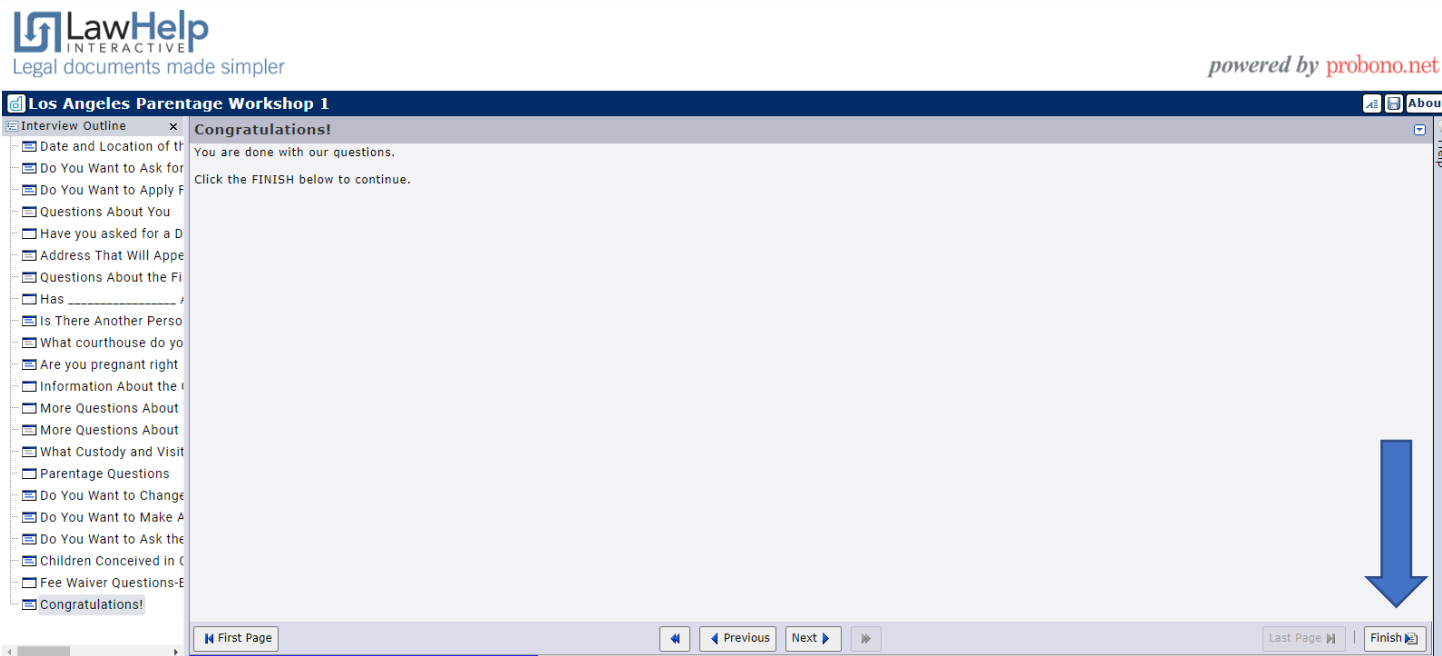 LawHelp
INTERACTIVE
Legal documents made simpler
powered by probono.net
Los Angeles Parentage Workshop 1
Abou
Interview Outline x
Date and Location of th
Do You Want to Ask for
Do You Want to Apply F
Questions About You
Have you asked for a D
Address That Will Appe
Questions About the Fi
Has ________________ A
Is There Another Perso
What courthouse do yo
Are you pregnant right
Information About the
More Questions About
More Questions About
What Custody and Visit
Parentage Questions
Do You Want to Change
Do You Want to Make A
Do You Want to Ask the
Children Conceived in C
Fee Waiver Questions-E
Congratulations!
Congratulations!
You are done with our questions.
Click the FINISH below to continue.
Help
First Page
Previous
Next
Last Page
Finish